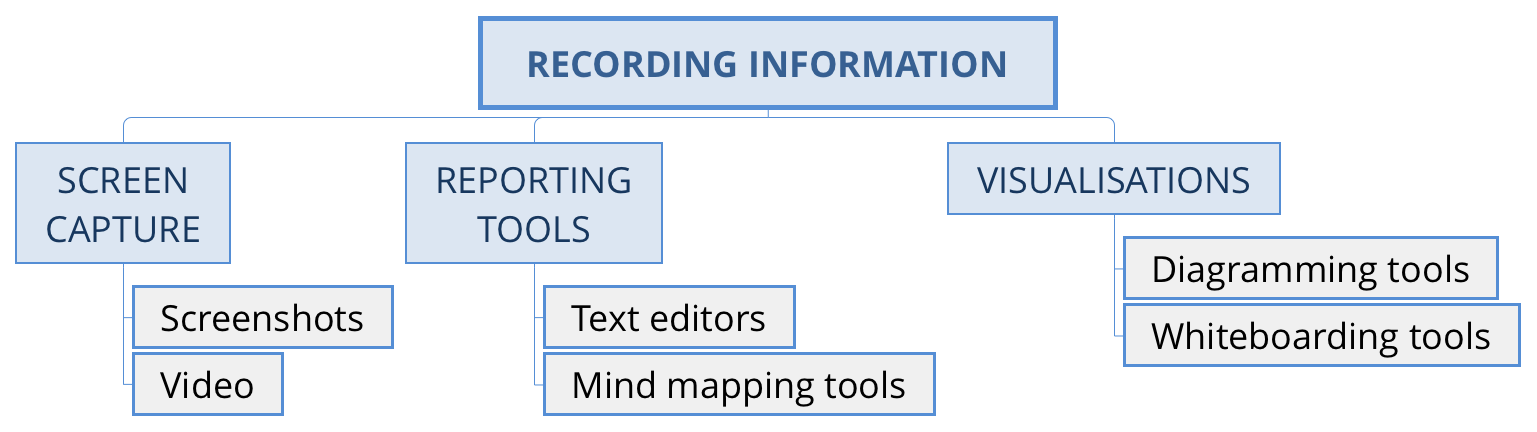 RECORDING INFORMATION
SCREEN
CAPTURE
Screenshots
Video
REPORTING
TOOLS
Text editors
Mind mapping tools
VISUALISATIONS
Diagramming tools
Whiteboarding tools